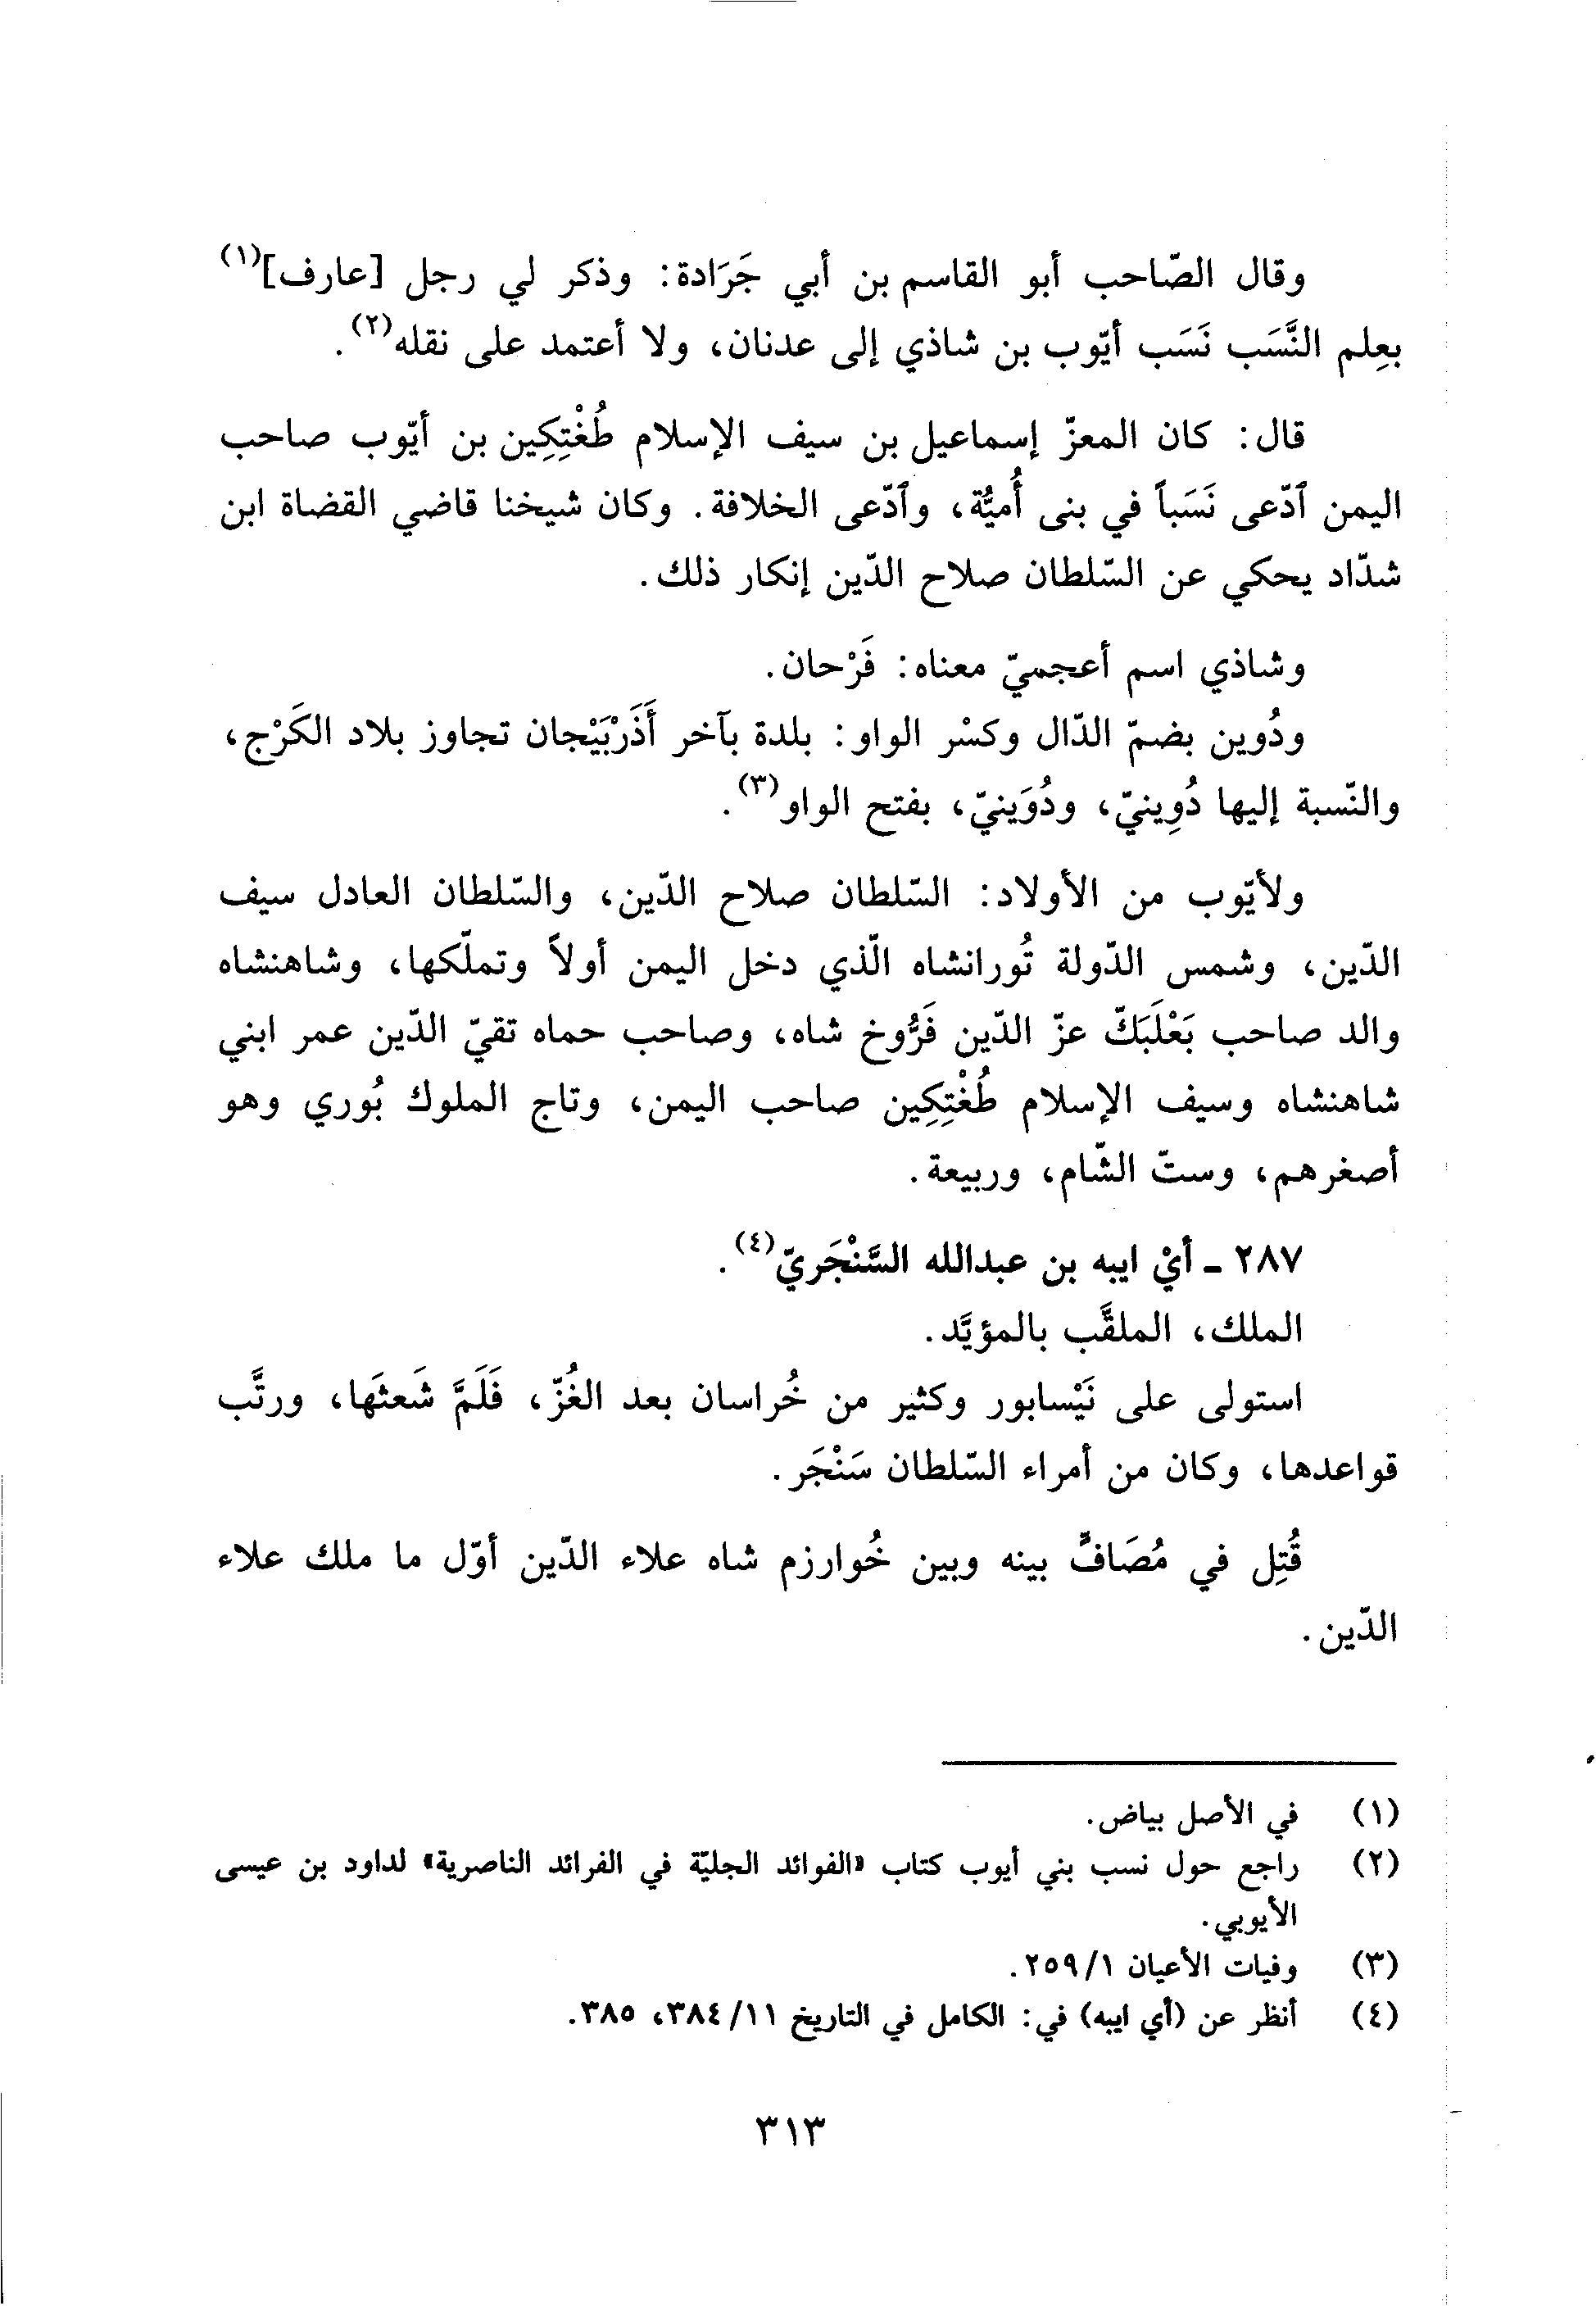 وقال الصّاحب أبو القاسم بن أبي جَرَادة: وذكر لي رجل [عارف](١)
بعِلم النَّسَب نَسَب أيّوب بن شاذي إلى عدنان، ولا أعتمد على نقله(٢).
قال: كان المعزّ إسماعيل بن سيف الإسلام طُغْتِكِين بن أيّوب صاحب
اليمن ٱدّعى نَسَباً في بنى أُميُّة، وٱدّعى الخلافة. وكان شيخنا قاضي القضاة ابن
شدّاد يحكي عن السّلطان صلاح الدّين إنكار ذلك.
وشاذي اسم أعجميّ معناه: فَرْحان.
ودُوين بضمّ الدّال وكسْر الواو: بلدة بآخر أَذَرْبَيْجان تجاوز بلاد الكَرْج،
والنّسبة إليها دُوِينيّ، ودُوَينيّ، بفتح الواو(٣).
ولأيّوب من الأولاد: السّلطان صلاح الدّين، والسّلطان العادل سيف
الدّين، وشمس الدّولة تُورانشاه الّذي دخل اليمن أولاً وتملّكها، وشاهنشاه
والد صاحب بَعْلَبَكّ عزّ الدّين فَرُّوخ شاه، وصاحب حماه تقيّ الدّين عمر ابني
شاهنشاه وسيف الإسلام طُغْتِكِين صاحب اليمن، وتاج الملوك بُوري وهو
أصغرهم، وستّ الشّام، وربيعة.
٢٨٧ - أيْ ايبه بن عبدالله السَّنْجَريّ(٤).
الملك، الملقَّب بالمؤيَّد.
استولى على نَيْسابور وكثير من خُراسان بعد الغُزّ، فَلَمَّ شَعثَها، ورتَّب
قواعدها، وكان من أمراء السّلطان سَنْجَر.
قُتِل في مُصَافٍّ بينه وبين خُوارزم شاه علاء الدّين أوّل ما ملك علاء
الدّين.
(١) في الأصل بياض.
(٢) راجع حول نسب بني أيوب كتاب «الفوائد الجليّة في الفرائد الناصرية» لداود بن عيسى
الأيوبي.
(٣) وفيات الأعيان ٢٥٩/١.
(٤) أنظر عن (أي ايبه) في: الكامل في التاريخ ٣٨٤/١١، ٣٨٥.
٣١٣